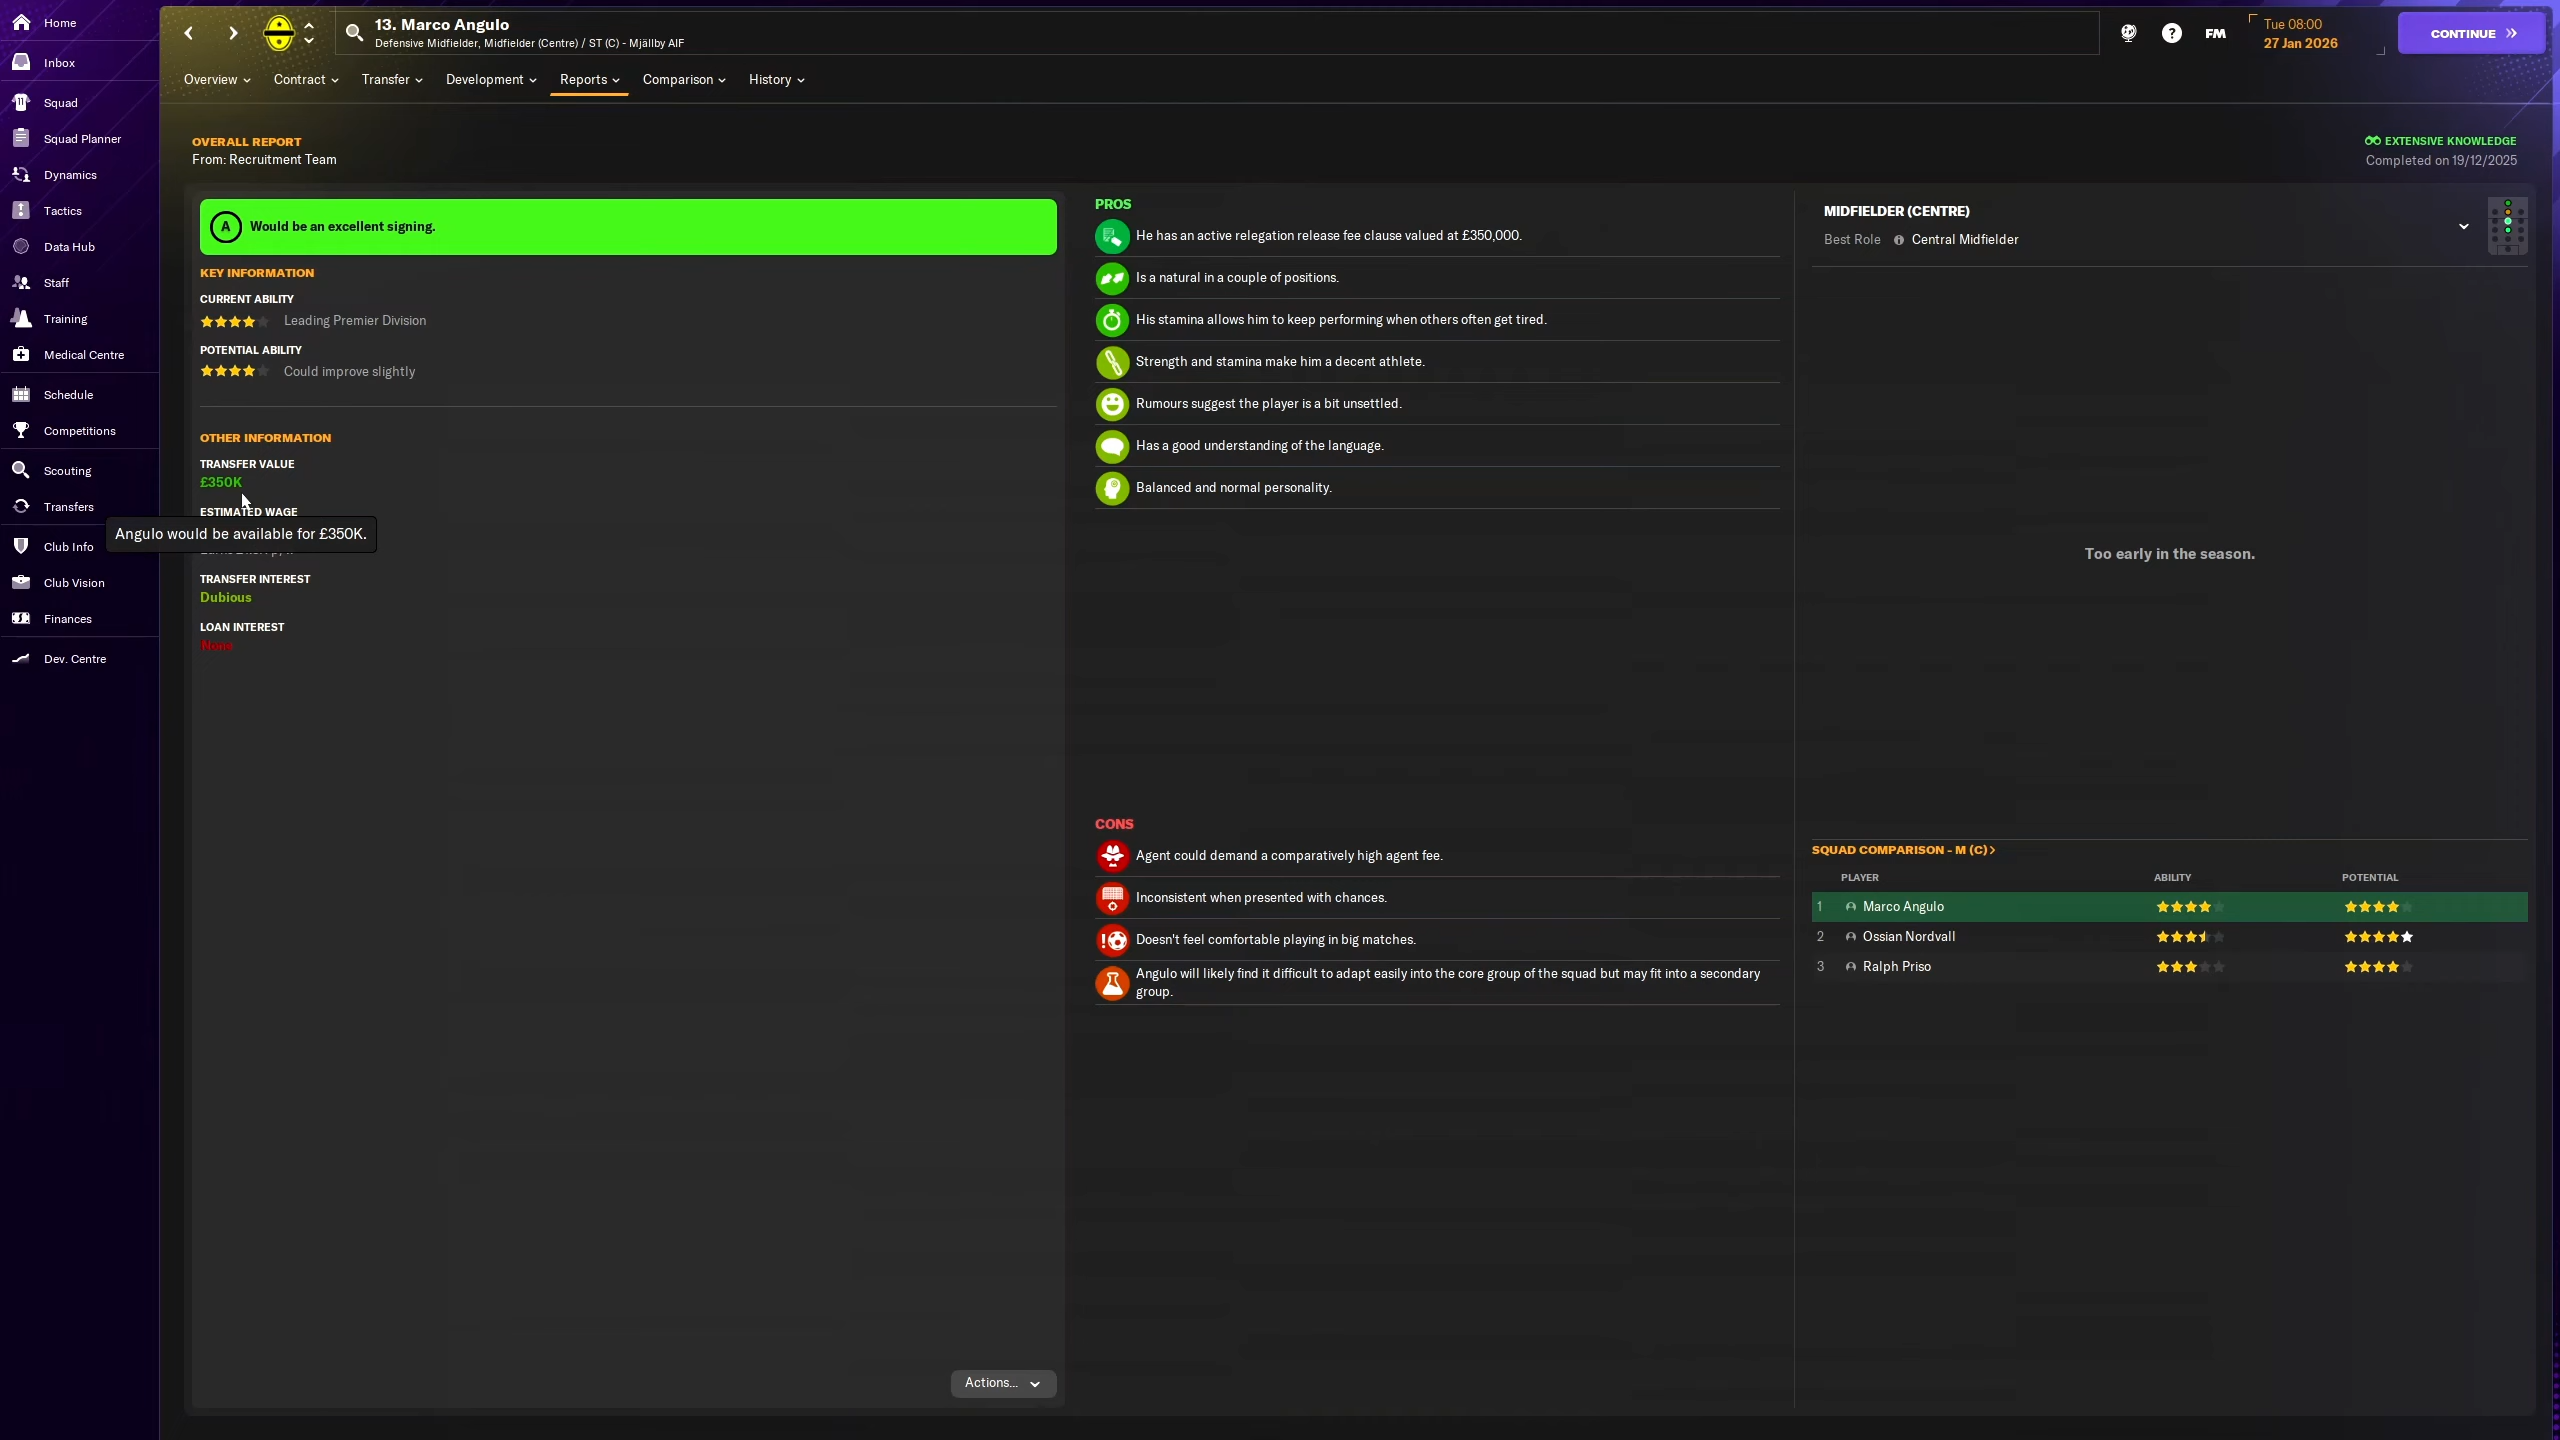 Home
Inbox
Squad
Squad Planner
Dynamics
Tactics
Data Hub
Staff
Training
Medical Centre
Schedule
Competitions
Scouting
Transfers
Club Info
Club Vision
Finances
Dev. Centre
13. Marco Angulo
Defensive Midfielder, Midfielder (Centre) / ST (C) - Mjällby AIF
FM
Tue 08:00
27 Jan 2026
CONTINUE
Overview
Contract
Transfer
Development
Reports
Comparison
History
OVERALL REPORT
From: Recruitment Team
EXTENSIVE KNOWLEDGE
Completed on 19/12/2025
A Would be an excellent signing.
KEY INFORMATION
CURRENT ABILITY
Leading Premier Division
POTENTIAL ABILITY
Could improve slightly
OTHER INFORMATION
TRANSFER VALUE
£350K
ESTIMATED WAGE
Angulo would be available for £350K.
TRANSFER INTEREST
Dubious
LOAN INTEREST
None
Actions...
PROS
He has an active relegation release fee clause valued at £350,000.
Is a natural in a couple of positions.
His stamina allows him to keep performing when others often get tired.
Strength and stamina make him a decent athlete.
Rumours suggest the player is a bit unsettled.
Has a good understanding of the language.
Balanced and normal personality.
CONS
Agent could demand a comparatively high agent fee.
Inconsistent when presented with chances.
Doesn't feel comfortable playing in big matches.
Angulo will likely find it difficult to adapt easily into the core group of the squad but may fit into a secondary
group.
MIDFIELDER (CENTRE)
Best Role Central Midfielder
Too early in the season.
SQUAD COMPARISON - M (C)
PLAYER ABILITY POTENTIAL
1 Marco Angulo
2 Ossian Nordvall
3 Ralph Priso